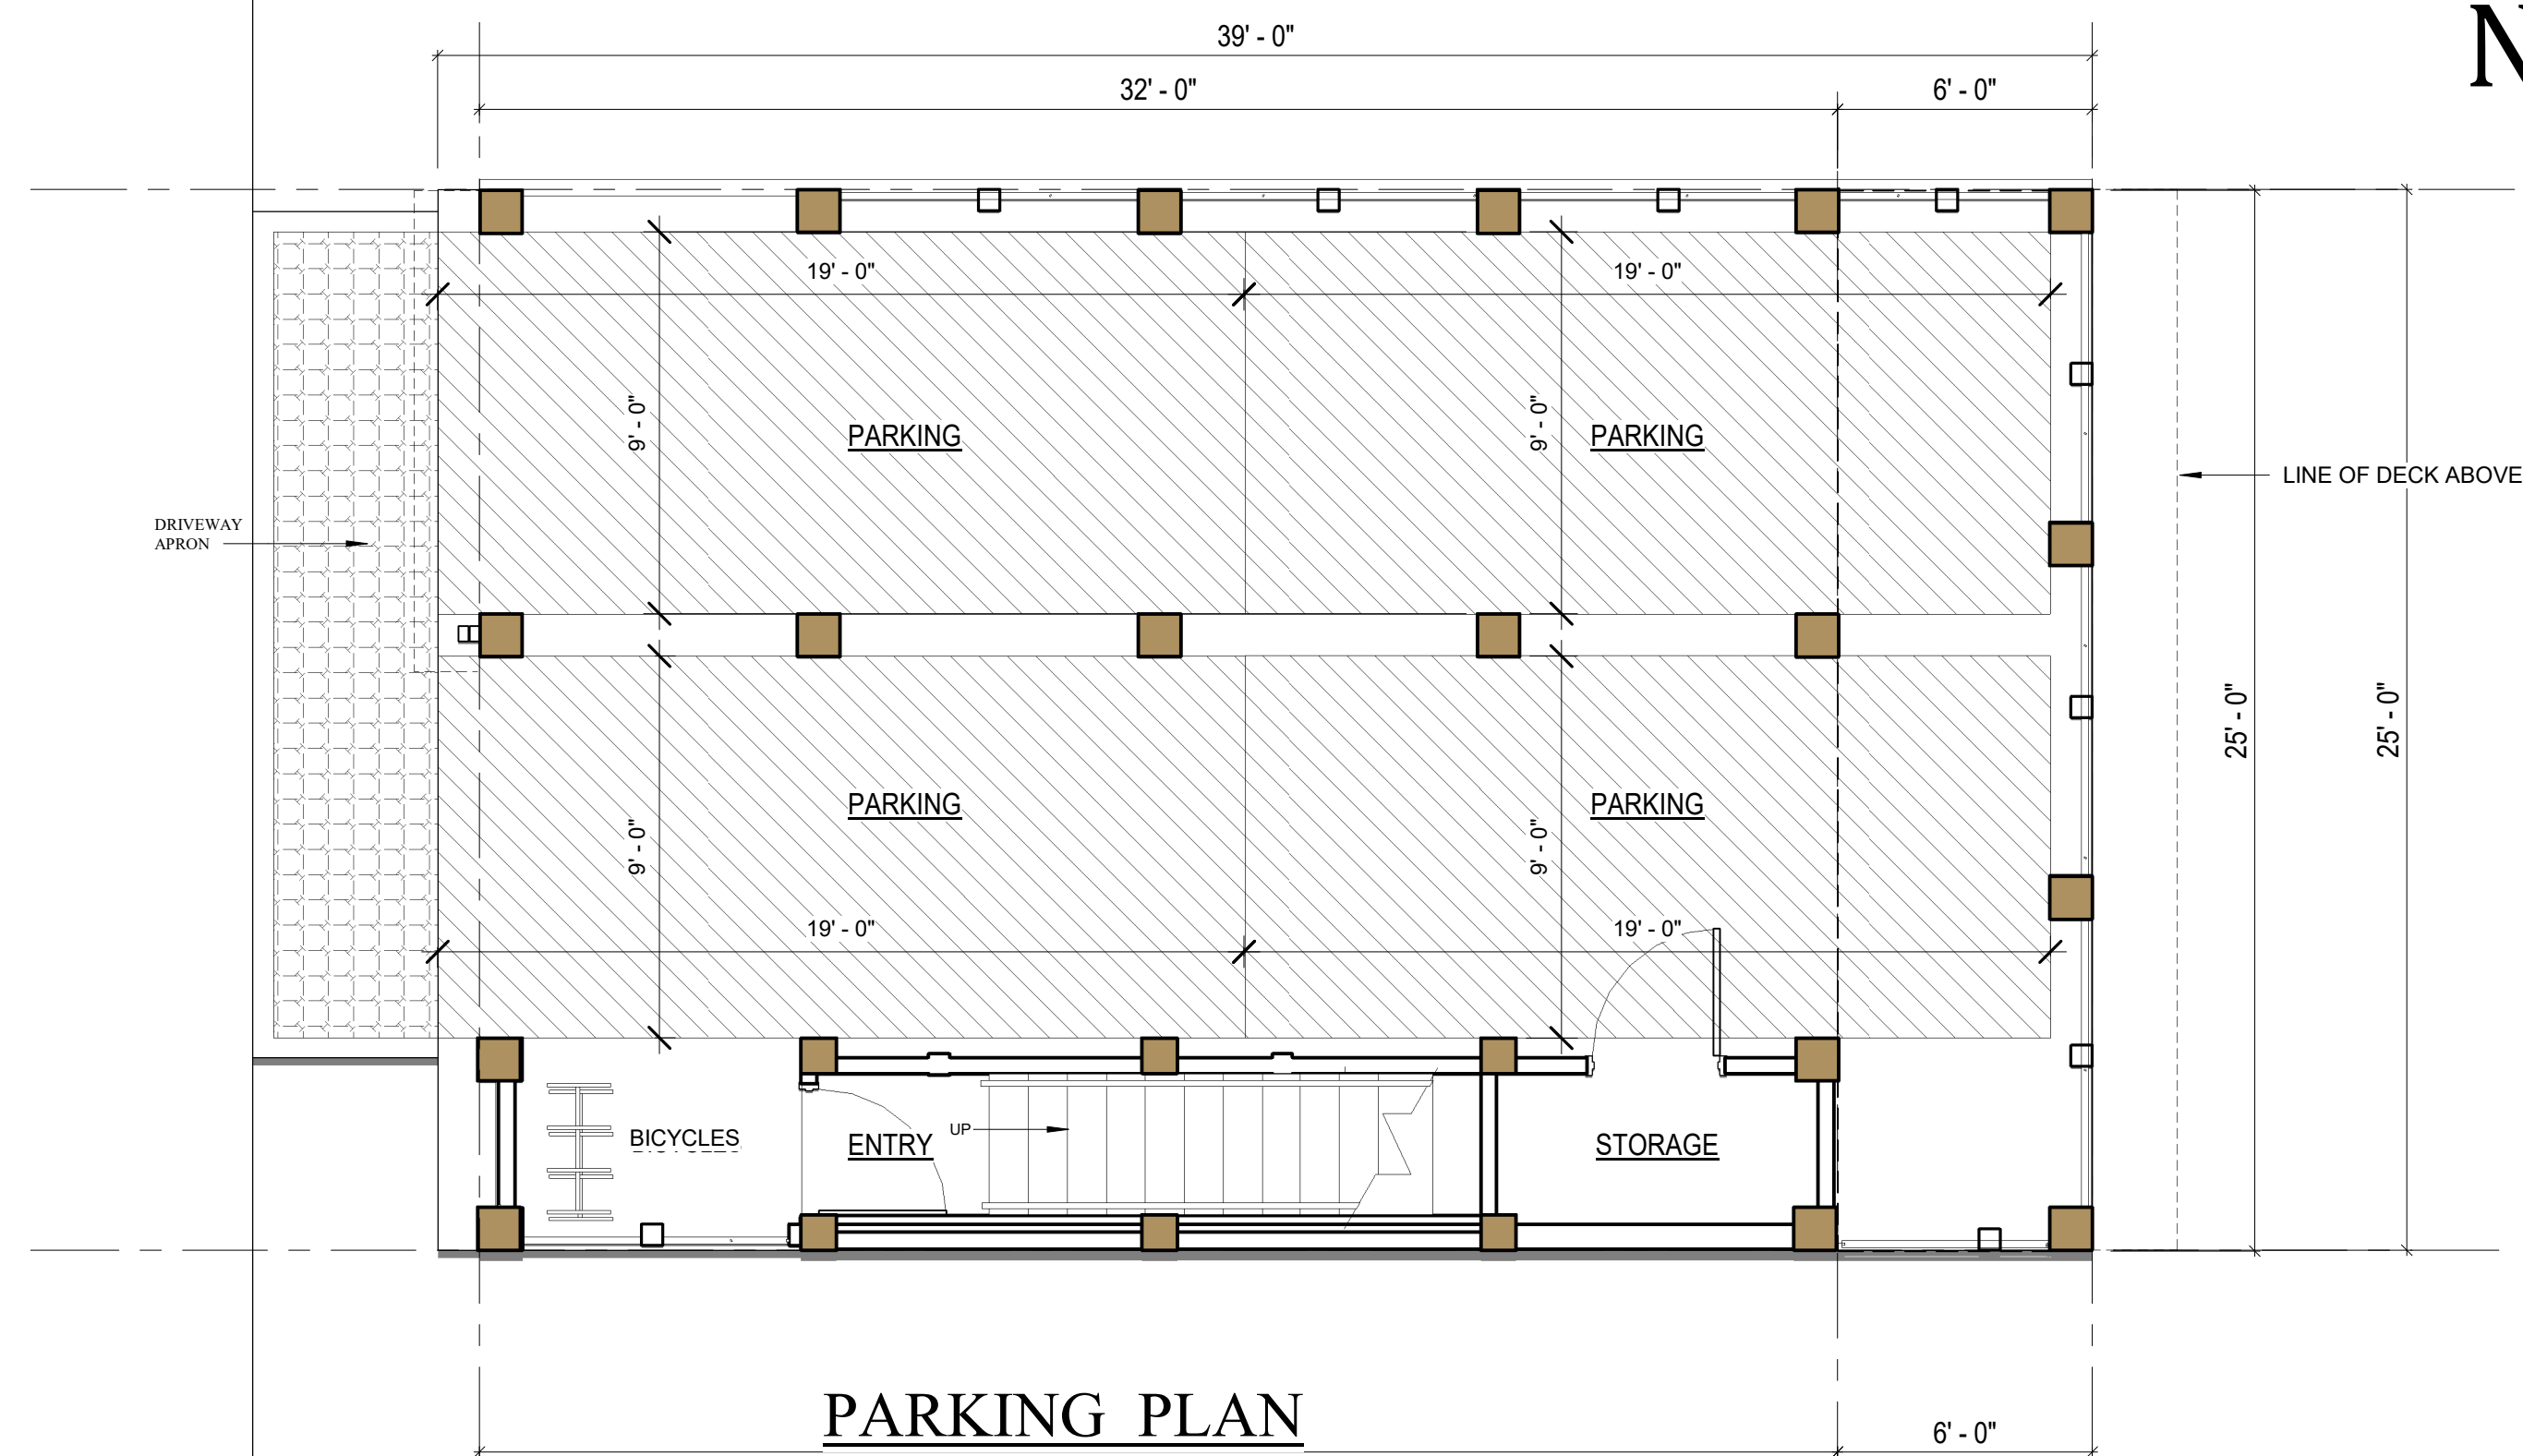 N
39' - 0"
32' - 0"
6' - 0"
19' - 0"
19' - 0"
9' - 0"
9' - 0"
PARKING
PARKING
LINE OF DECK ABOVE
DRIVEWAY
APRON
25' - 0"
25' - 0"
PARKING
PARKING
9' - 0"
9' - 0"
19' - 0"
19' - 0"
BICYCLES
ENTRY
UP
STORAGE
PARKING PLAN
6' - 0"